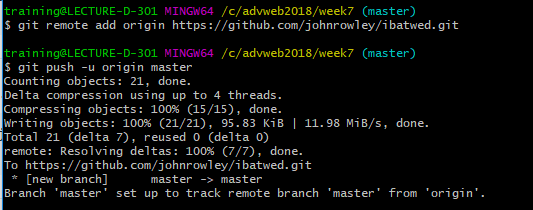 training@LECTURE-D-301 MINGW64 /c/advweb2018/week7 (master)
$ git remote add origin https://github.com/johnrowley/ibatwed.git
training@LECTURE-D-301 MINGW64 /c/advweb2018/week7 (master)
$ git push -u origin master
Counting objects: 21, done.
Delta compression using up to 4 threads.
Compressing objects: 100% (15/15), done.
Writing objects: 100% (21/21), 95.83 KiB | 11.98 MiB/s, done.
Total 21 (delta 7), reused 0 (delta 0)
remote: Resolving deltas: 100% (7/7), done.
To https://github.com/johnrowley/ibatwed.git
 * [new branch]      master -> master
Branch 'master' set up to track remote branch 'master' from 'origin'.